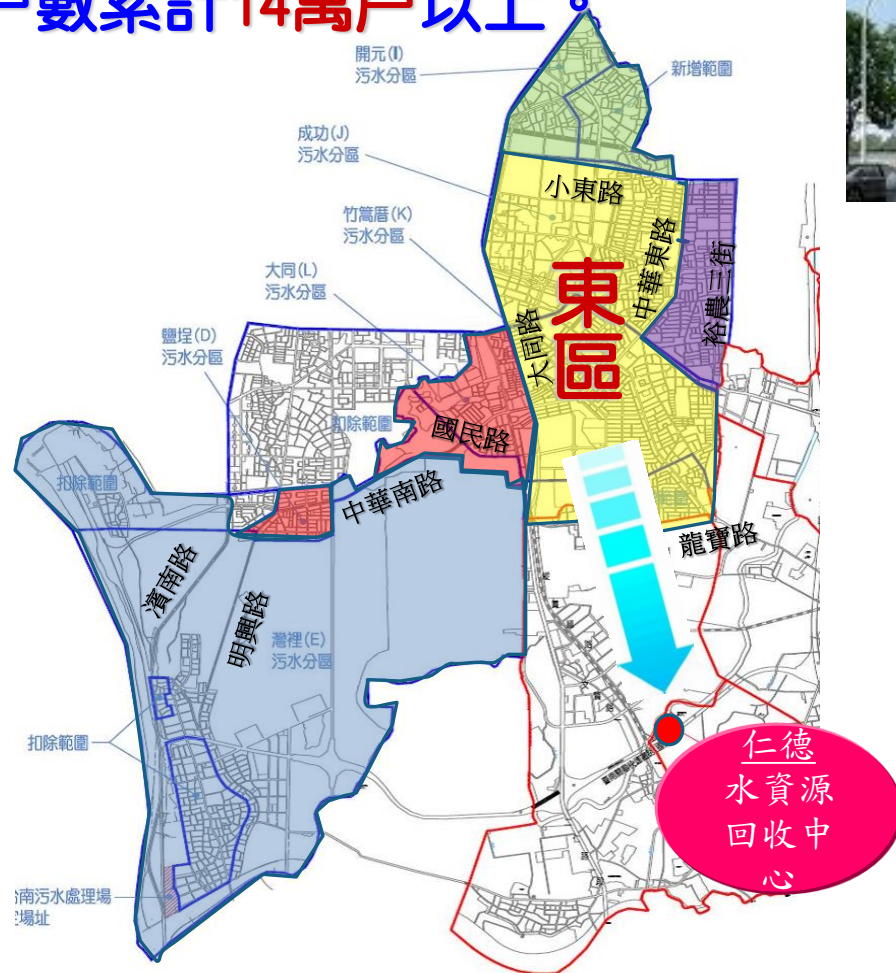 戶數累計14萬戶以上。
開元(I)
污水分區
新增範圍
成功(J)
污水分區
小東路
竹篙厝(K)
污水分區
中華東路
裕農三街
大同(L)
污水分區
東區
大同路
鹽埕(D)
污水分區
扣除範圍
國民路
扣除範圍
中華南路
龍寶路
濱南路
明興路
灣裡(E)
污水分區
扣除範圍
仁德
水資源
回收中
心
台南污水處理場
定場址